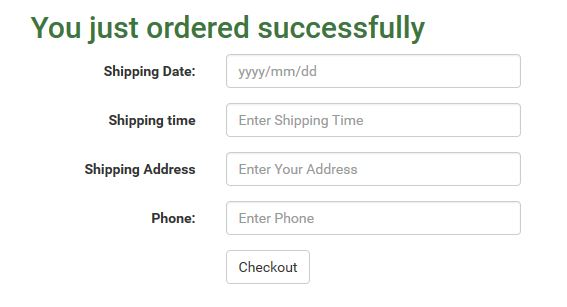 You just ordered successfully
Shipping Date: yyyy/mm/dd
Shipping time Enter Shipping Time
Shipping Address Enter Your Address
Phone: Enter Phone
Checkout